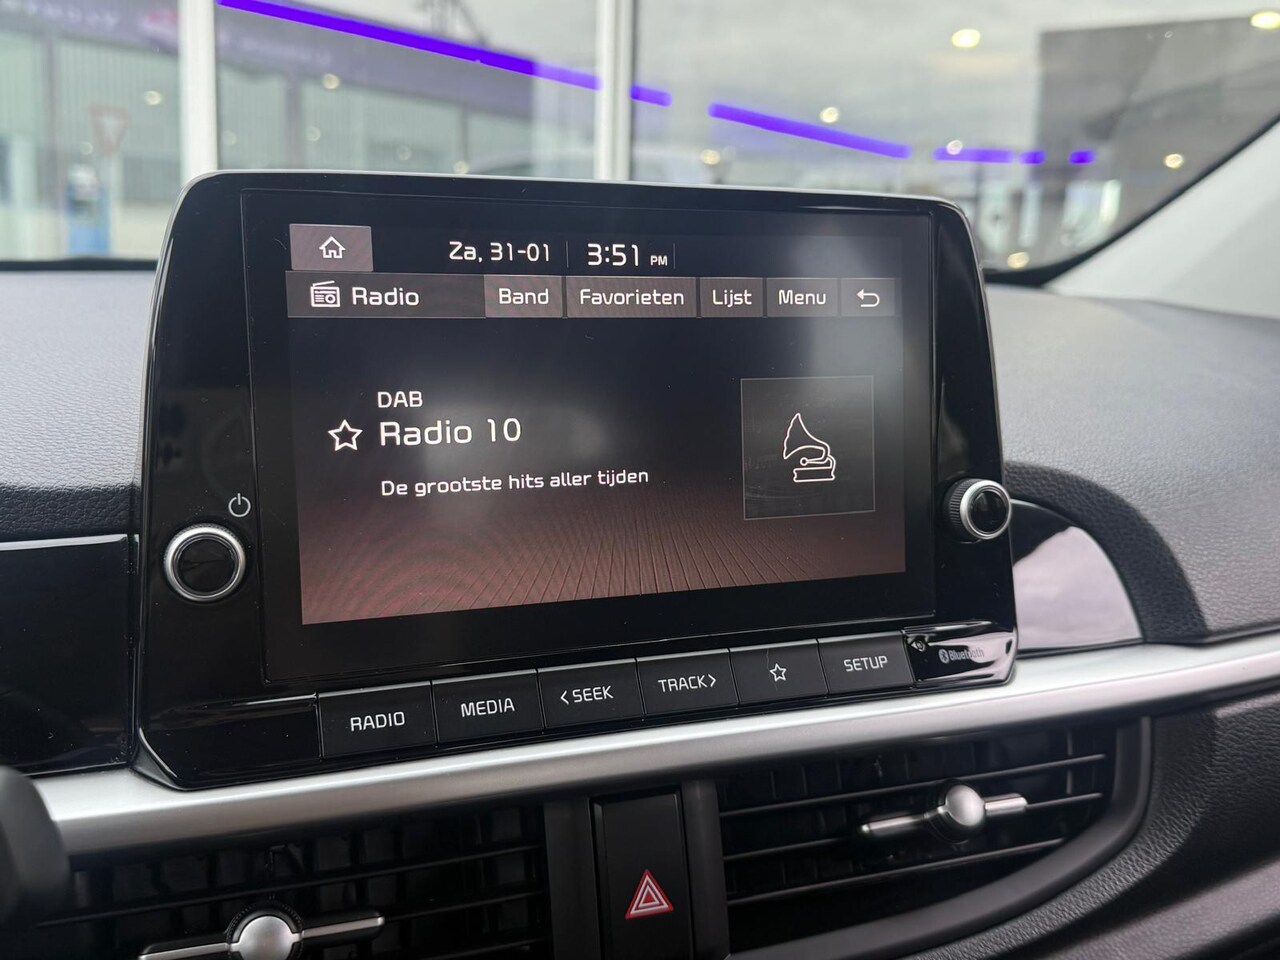 Za, 31-01 3:51 PM
Radio Band Favorieten Lijst Menu
DAB
Radio 10
De grootste hits aller tijden
RADIO MEDIA <SEEK TRACK> SETUP Bluetooth